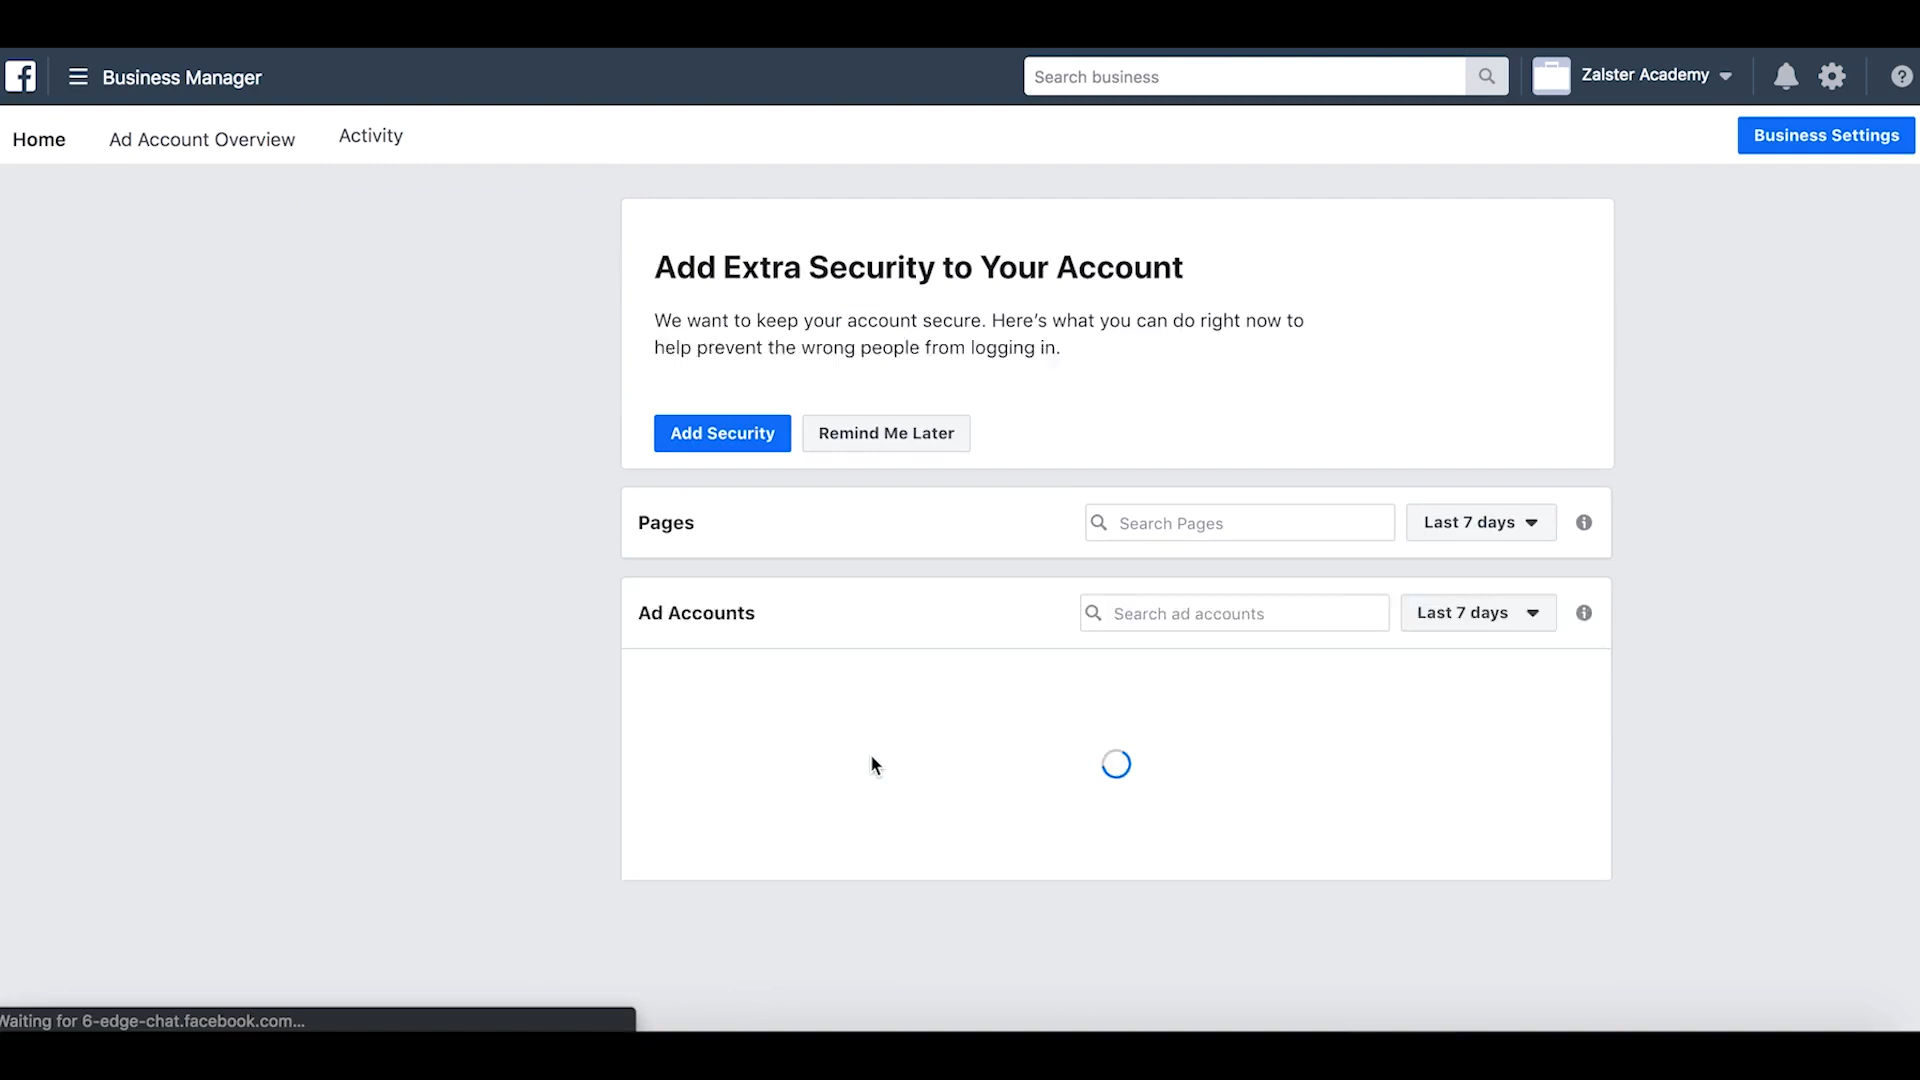 Business Manager
Search business
Zalster Academy
Home
Ad Account Overview
Activity
Business Settings
Add Extra Security to Your Account
We want to keep your account secure. Here's what you can do right now to
help prevent the wrong people from logging in.
Add Security
Remind Me Later
Pages
Search Pages
Last 7 days
Ad Accounts
Search ad accounts
Last 7 days
Waiting for 6-edge-chat.facebook.com...